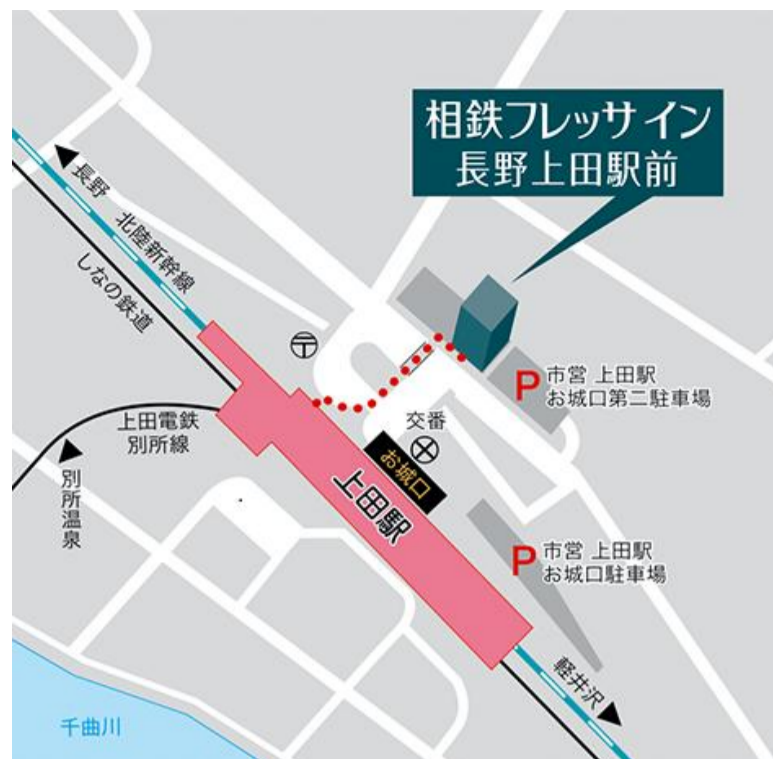 相鉄フレッサイン
長野上田駅前
長野
北陸新幹線
しなの鉄道
上田電鉄
別所線
別所温泉
交番
お城口
上田駅
P 市営 上田駅
お城口第二駐車場
P 市営 上田駅
お城口駐車場
軽井沢
千曲川